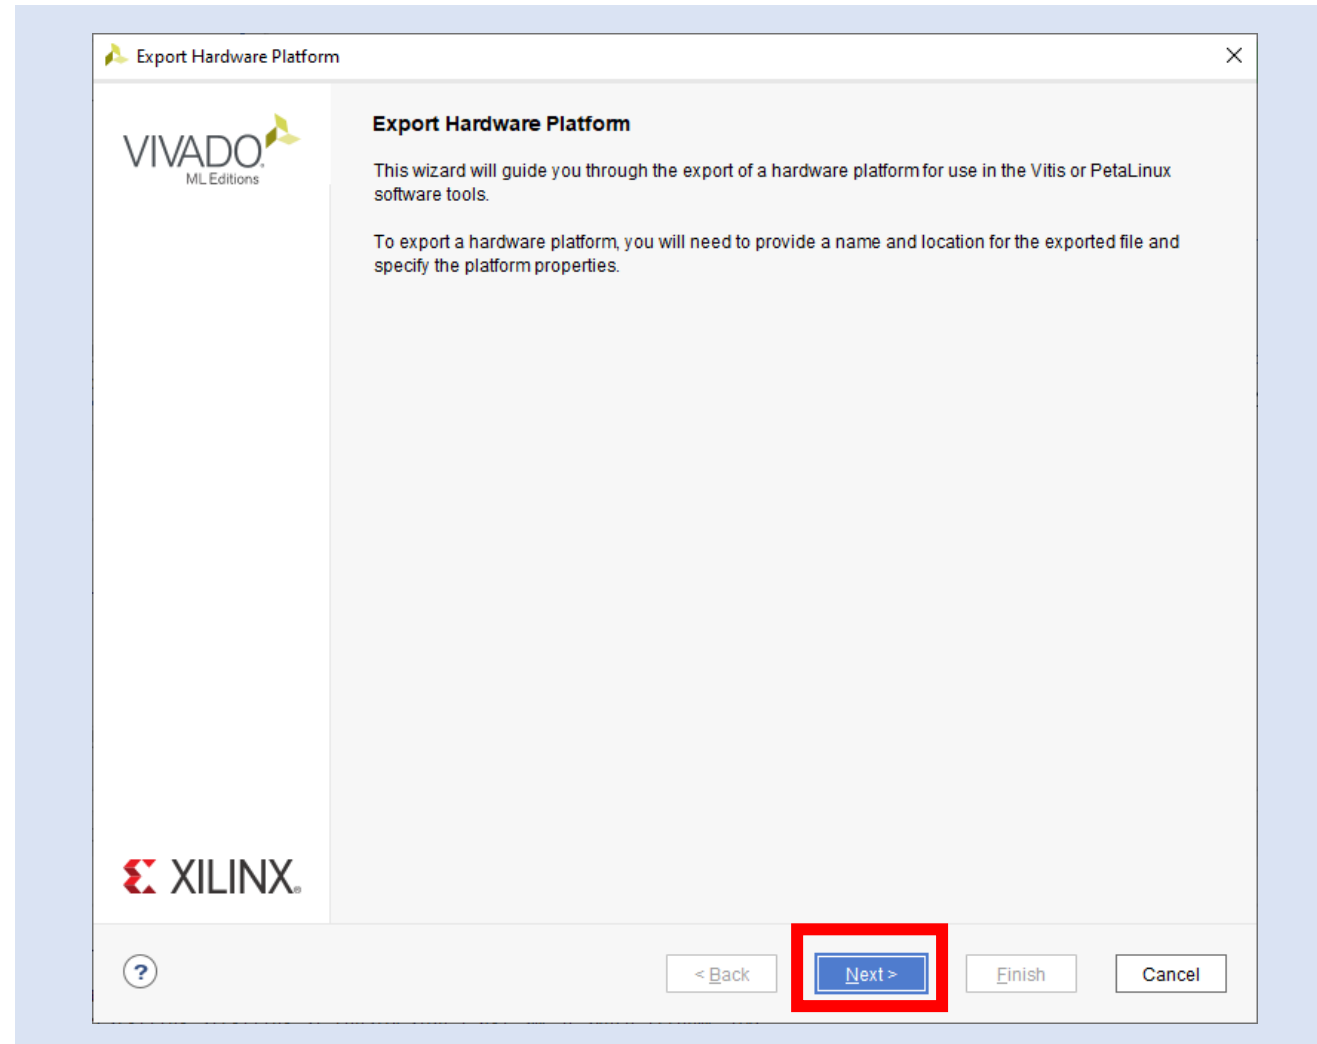 Export Hardware Platform
VIVADO.
ML Editions
Export Hardware Platform
This wizard will guide you through the export of a hardware platform for use in the Vitis or PetaLinux
software tools.
To export a hardware platform, you will need to provide a name and location for the exported file and
specify the platform properties.
XILINX®
?
< Back
Next >
Finish
Cancel